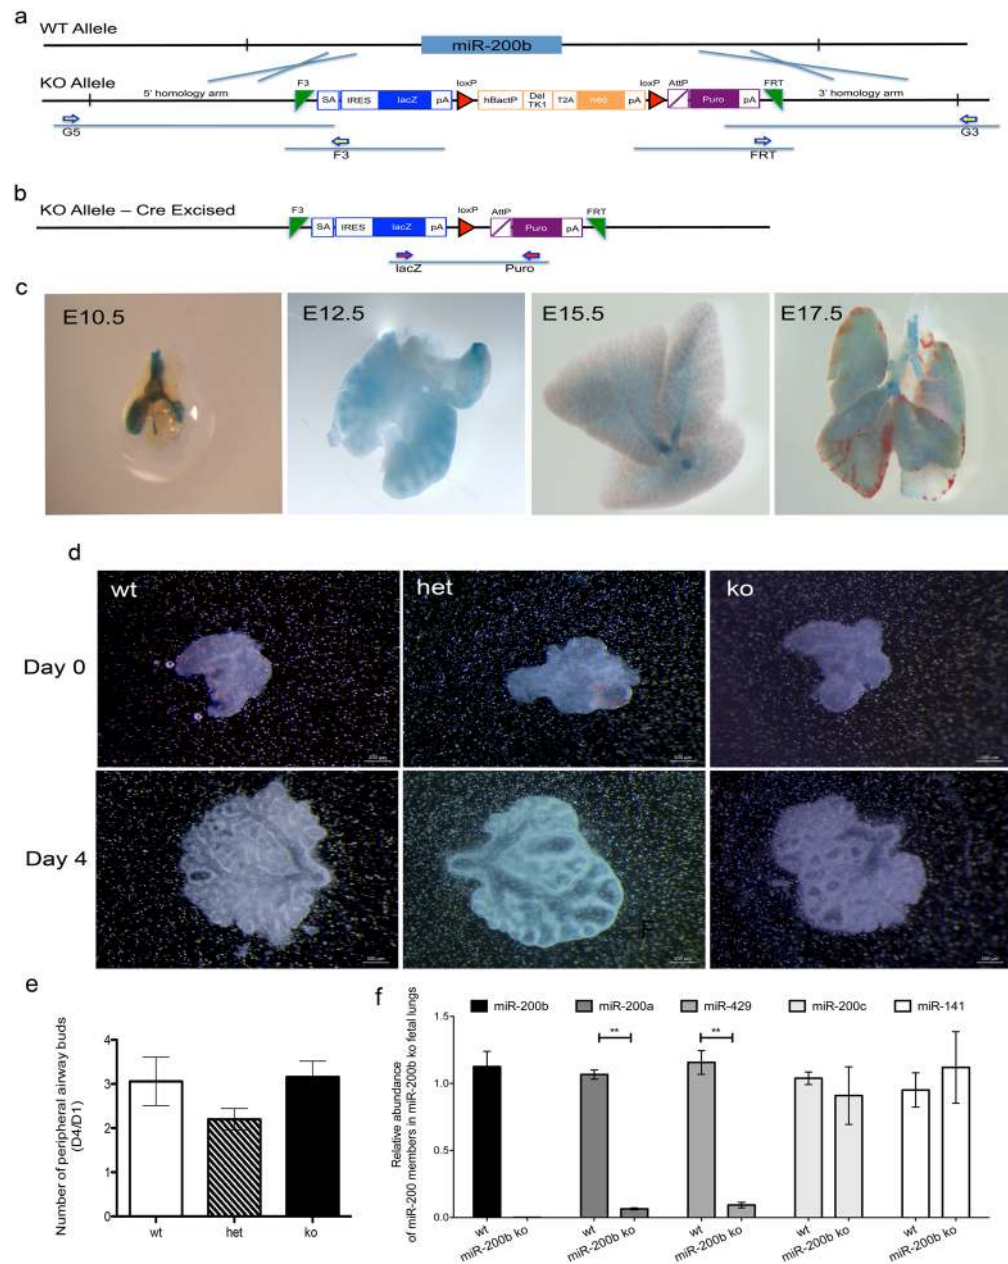 a
WT Allele
miR-200b
KO Allele
5' homology arm
F3
SA
IRES
lacZ
pA
loxP
hBactP
Del
TK1
T2A
neo
pA
loxP
AttP
Puro
pA
FRT
3' homology arm
G5
F3
FRT
G3
b
KO Allele – Cre Excised
F3
SA
IRES
lacZ
pA
loxP
AttP
Puro
pA
FRT
lacZ
Puro
c
E10.5
E12.5
E15.5
E17.5
d
wt
het
ko
Day 0
Day 4
F
e
Number of peripheral airway buds
(D4/D1)
4
3
2
1
0
wt
het
ko
f
miR-200b
miR-200a
miR-429
miR-200c
miR-141
Relative abundance
of miR-200 members in miR-200b ko fetal lungs
1.5
1.0
0.5
0.0
**
**
wt
miR-200b ko
wt
miR-200b ko
wt
miR-200b ko
wt
miR-200b ko
wt
miR-200b ko